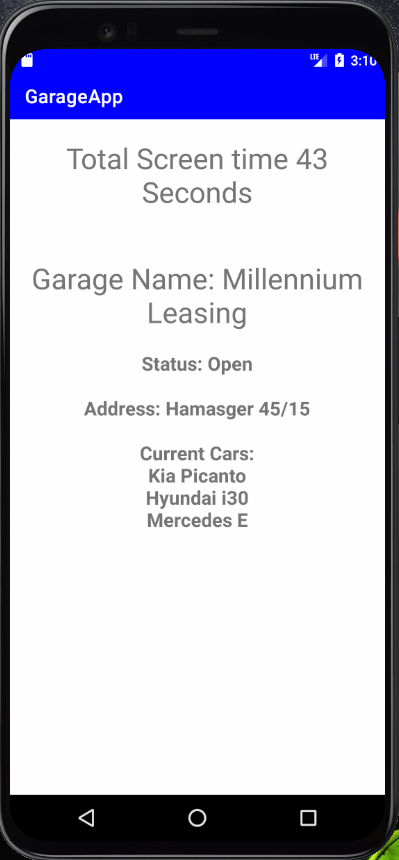 LTE 3:10
GarageApp
Total Screen time 43
Seconds
Garage Name: Millennium
Leasing
Status: Open
Address: Hamasger 45/15
Current Cars:
Kia Picanto
Hyundai i30
Mercedes E